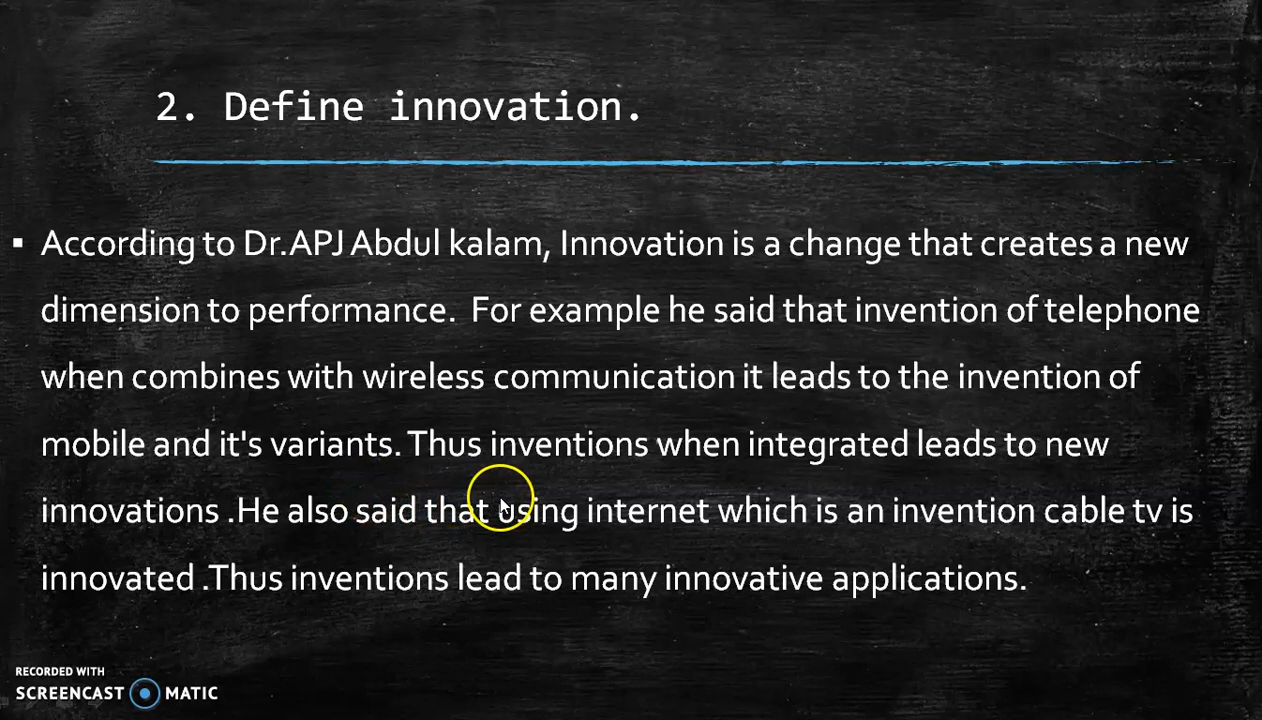 2. Define innovation.
▪ According to Dr.APJ Abdul kalam, Innovation is a change that creates a new
dimension to performance.  For example he said that invention of telephone
when combines with wireless communication it leads to the invention of
mobile and it's variants. Thus inventions when integrated leads to new
innovations .He also said that using internet which is an invention cable tv is
innovated .Thus inventions lead to many innovative applications.
RECORDED WITH
SCREENCAST MATIC